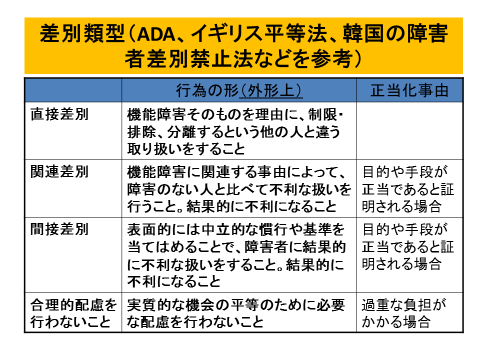 差別類型(ADA、イギリス平等法、韓国の障害
者差別禁止法などを参考)
行為の形(外形上)
正当化事由
直接差別
機能障害そのものを理由に、制限・
排除、分離するという他の人と違う
取り扱いをすること
関連差別
機能障害に関連する事由によって、
障害のない人と比べて不利な扱いを
行うこと。結果的に不利になること
目的や手段が
正当であると証
明される場合
間接差別
表面的には中立的な慣行や基準を
当てはめることで、障害者に結果的
に不利な扱いをすること。結果的に
不利になること
目的や手段が
正当であると証
明される場合
合理的配慮を
行わないこと
実質的な機会の平等のために必要
な配慮を行わないこと
過重な負担が
かかる場合